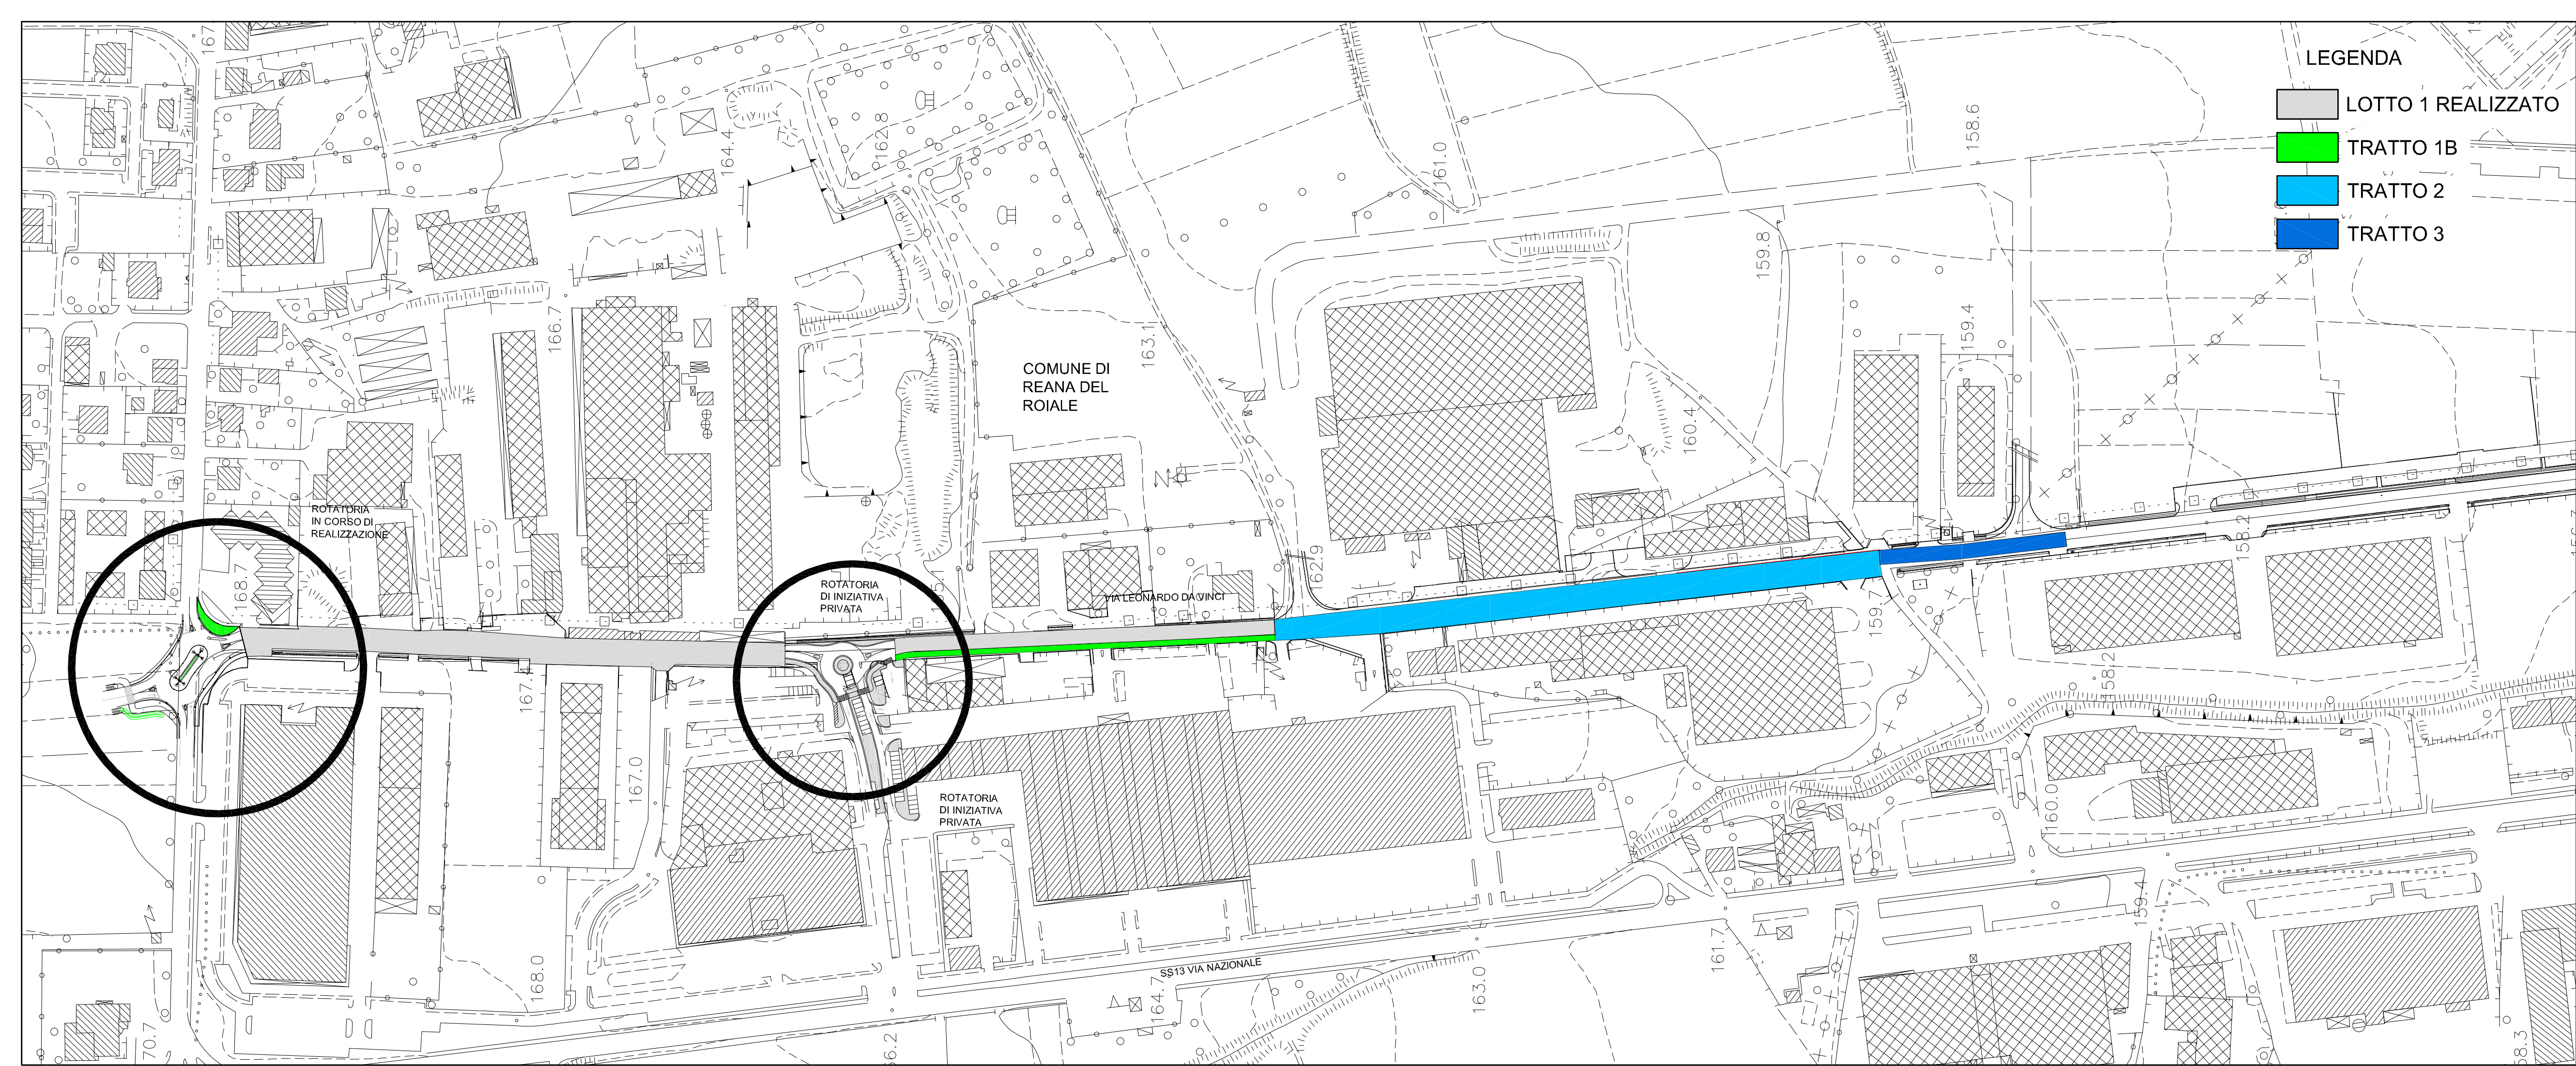 LEGENDA
LOTTO 1 REALIZZATO
TRATTO 1B
TRATTO 2
TRATTO 3
162.8
164.4
161.0
158.6
159.8
159.4
166.7
163.1
COMUNE DI
REANA DEL
ROIALE
160.4
ROTATORIA
IN CORSO DI
REALIZZAZIONE
168.7
158.2
162.9
ROTATORIA
DI INIZIATIVA
PRIVATA
VIA LEONARDO DA VINCI
159.7
167.4
158.2
167.0
ROTATORIA
DI INIZIATIVA
PRIVATA
160.0
159.4
161.7
168.0
SS13 VIA NAZIONALE
164.7
163.0
70.7